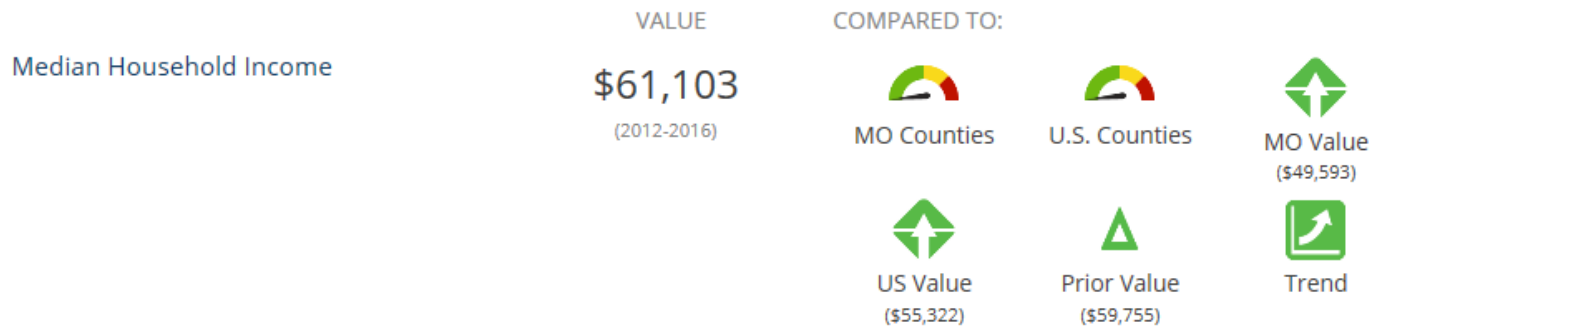 VALUE COMPARED TO:
Median Household Income
$61,103
(2012-2016)
MO Counties
U.S. Counties
MO Value
($49,593)
US Value
($55,322)
Prior Value
($59,755)
Trend